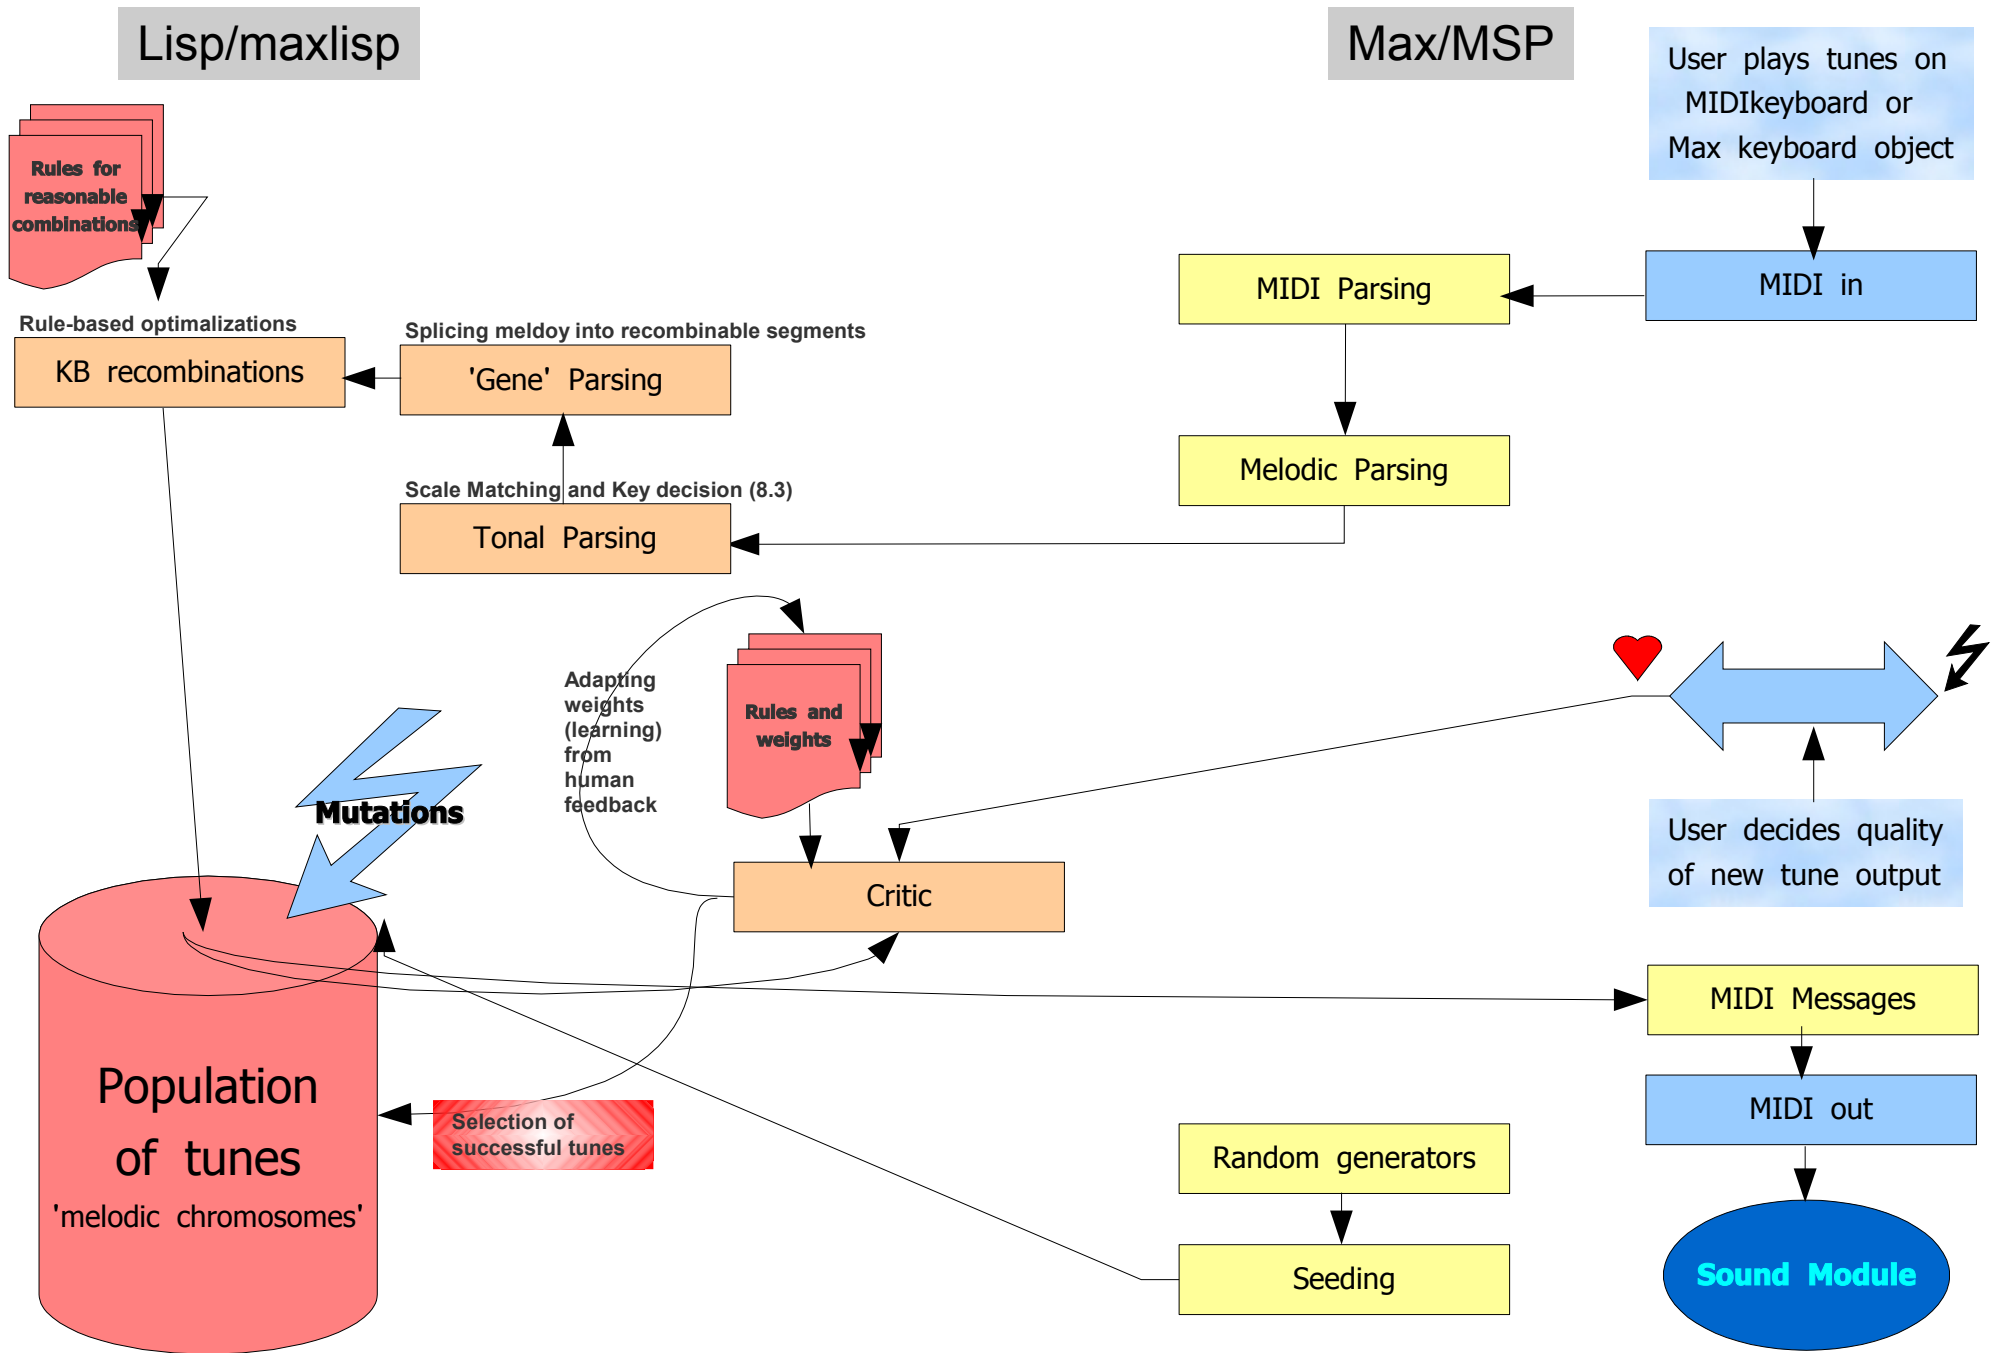 Lisp/maxlisp
Max/MSP
User plays tunes on
MIDIkeyboard or
Max keyboard object
Rules for
reasonable
combinations
MIDI Parsing
MIDI in
Rule-based optimalizations
KB recombinations
Splicing meldoy into recombinable segments
'Gene' Parsing
Melodic Parsing
Scale Matching and Key decision (8.3)
Tonal Parsing
Adapting
weights
(learning)
from
human
feedback
Rules and
weights
Mutations
User decides quality
of new tune output
Critic
MIDI Messages
MIDI out
Population
of tunes
'melodic chromosomes'
Selection of
successful tunes
Random generators
Seeding
Sound Module